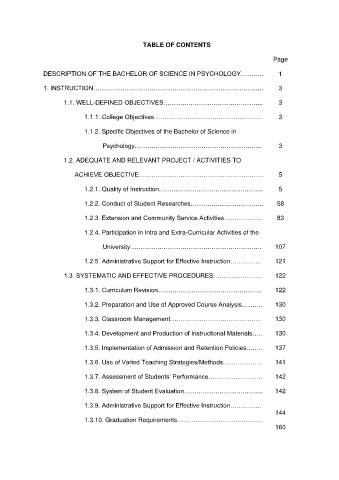 TABLE OF CONTENTS
Page
DESCRIPTION OF THE BACHELOR OF SCIENCE IN PSYCHOLOGY………… 1
1. INSTRUCTION…………………………………………………………………….... 3
1.1. WELL-DEFINED OBJECTIVES……………………………………….... 3
1.1.1. College Objectives……………………………………………… 3
1.1.2. Specific Objectives of the Bachelor of Science in
Psychology………………………………………………………... 3
1.2. ADEQUATE AND RELEVANT PROJECT / ACTIVITIES TO
ACHIEVE OBJECTIVE……………………………………………………… 5
1.2.1. Quality of Instruction…………………………………………..... 5
1.2.2. Conduct of Student Researches……………………………….. 58
1.2.3. Extension and Community Service Activities……………… 83
1.2.4. Participation in Intra and Extra-Curricular Activities of the
University………………………………………………………… 107
1.2.5. Administrative Support for Effective Instruction…………… 121
1.3. SYSTEMATIC AND EFFECTIVE PROCEDURES………………….... 122
1.3.1. Curriculum Revision…………………………………………….. 122
1.3.2. Preparation and Use of Approved Course Analysis……….. 130
1.3.3. Classroom Management……………………………………… 130
1.3.4. Development and Production of Instructional Materials….. 130
1.3.5. Implementation of Admission and Retention Policies…….. 137
1.3.6. Use of Varied Teaching Strategies/Methods……………… 141
1.3.7. Assessment of Students' Performance……………………… 142
1.3.8. System of Student Evaluation……………………………….... 142
1.3.9. Administrative Support for Effective Instruction……………
144
1.3.10. Graduation Requirements……………………………………
160